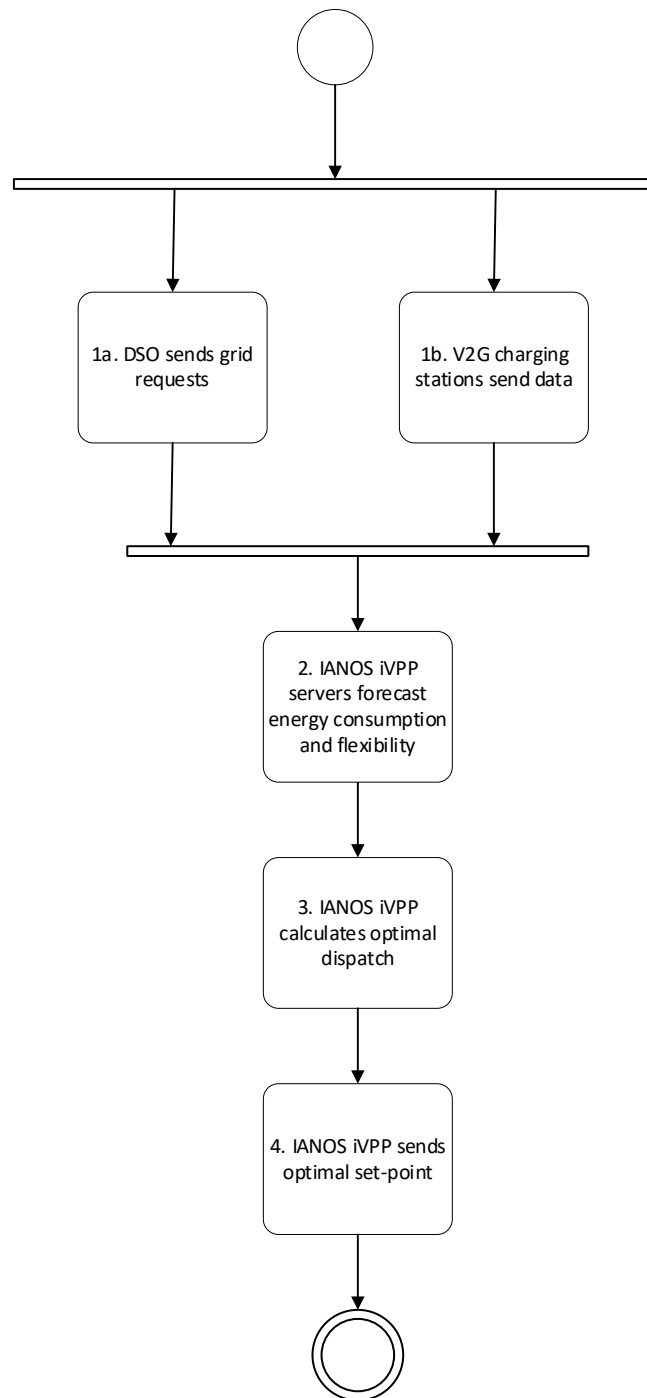 1a. DSO sends grid
requests
1b. V2G charging
stations send data
2. IANOS iVPP
servers forecast
energy consumption
and flexibility
3. IANOS iVPP
calculates optimal
dispatch
4. IANOS iVPP sends
optimal set-point